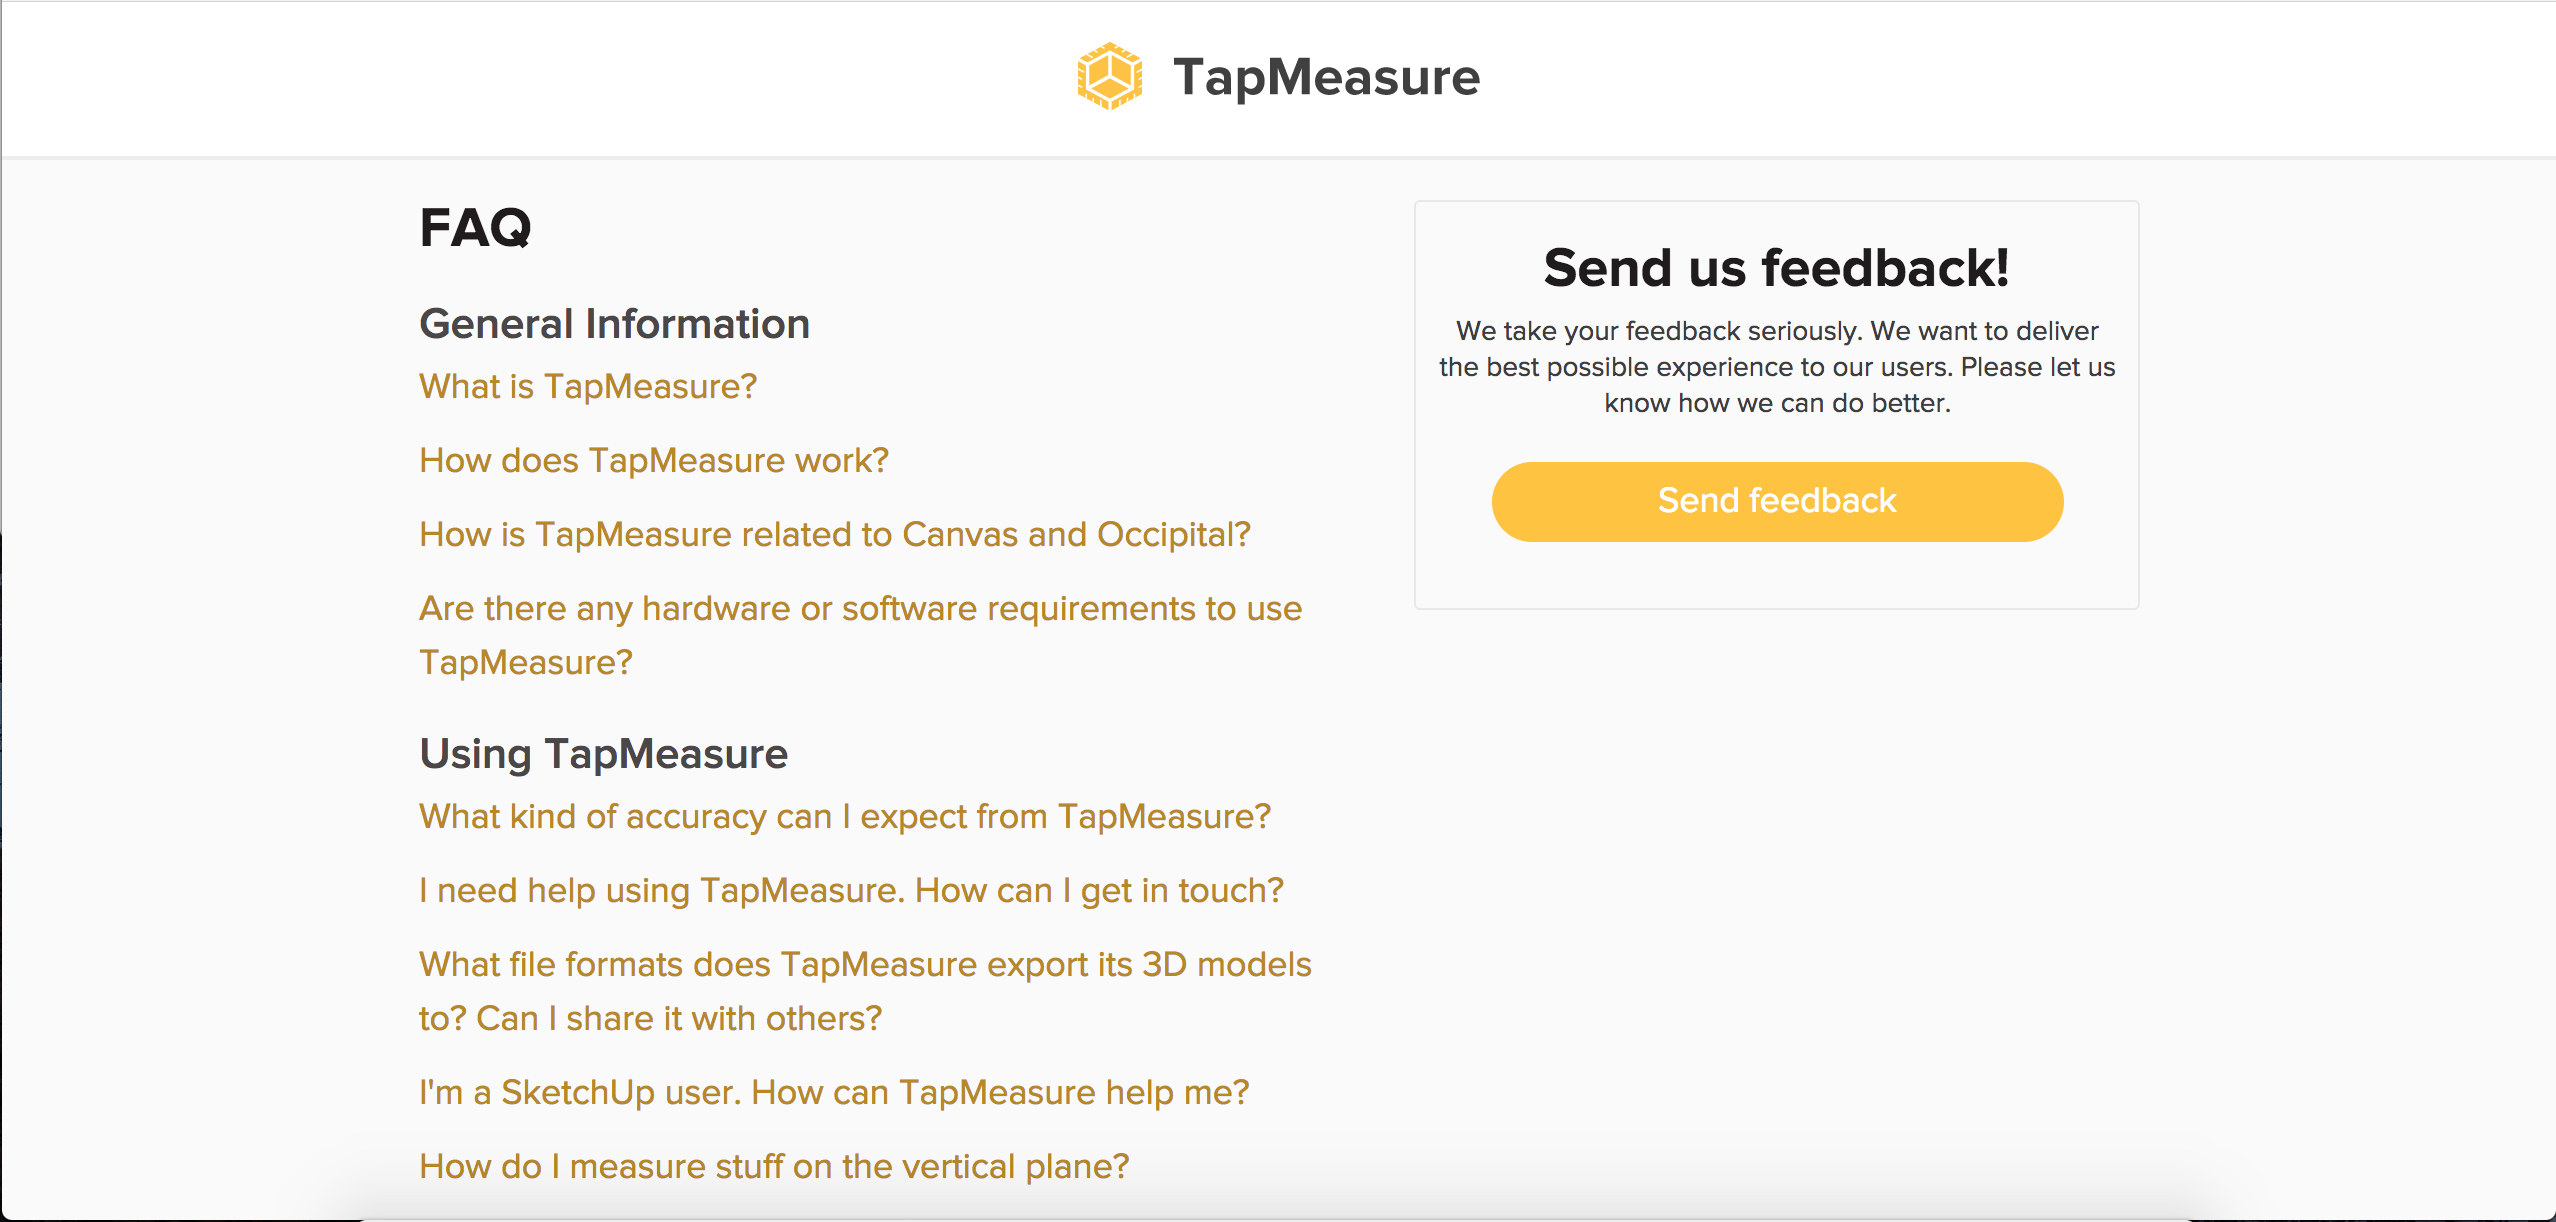 TapMeasure
FAQ
General Information
What is TapMeasure?
How does TapMeasure work?
How is TapMeasure related to Canvas and Occipital?
Are there any hardware or software requirements to use
TapMeasure?
Using TapMeasure
What kind of accuracy can I expect from TapMeasure?
I need help using TapMeasure. How can I get in touch?
What file formats does TapMeasure export its 3D models
to? Can I share it with others?
I'm a SketchUp user. How can TapMeasure help me?
How do I measure stuff on the vertical plane?
Send us feedback!
We take your feedback seriously. We want to deliver
the best possible experience to our users. Please let us
know how we can do better.
Send feedback